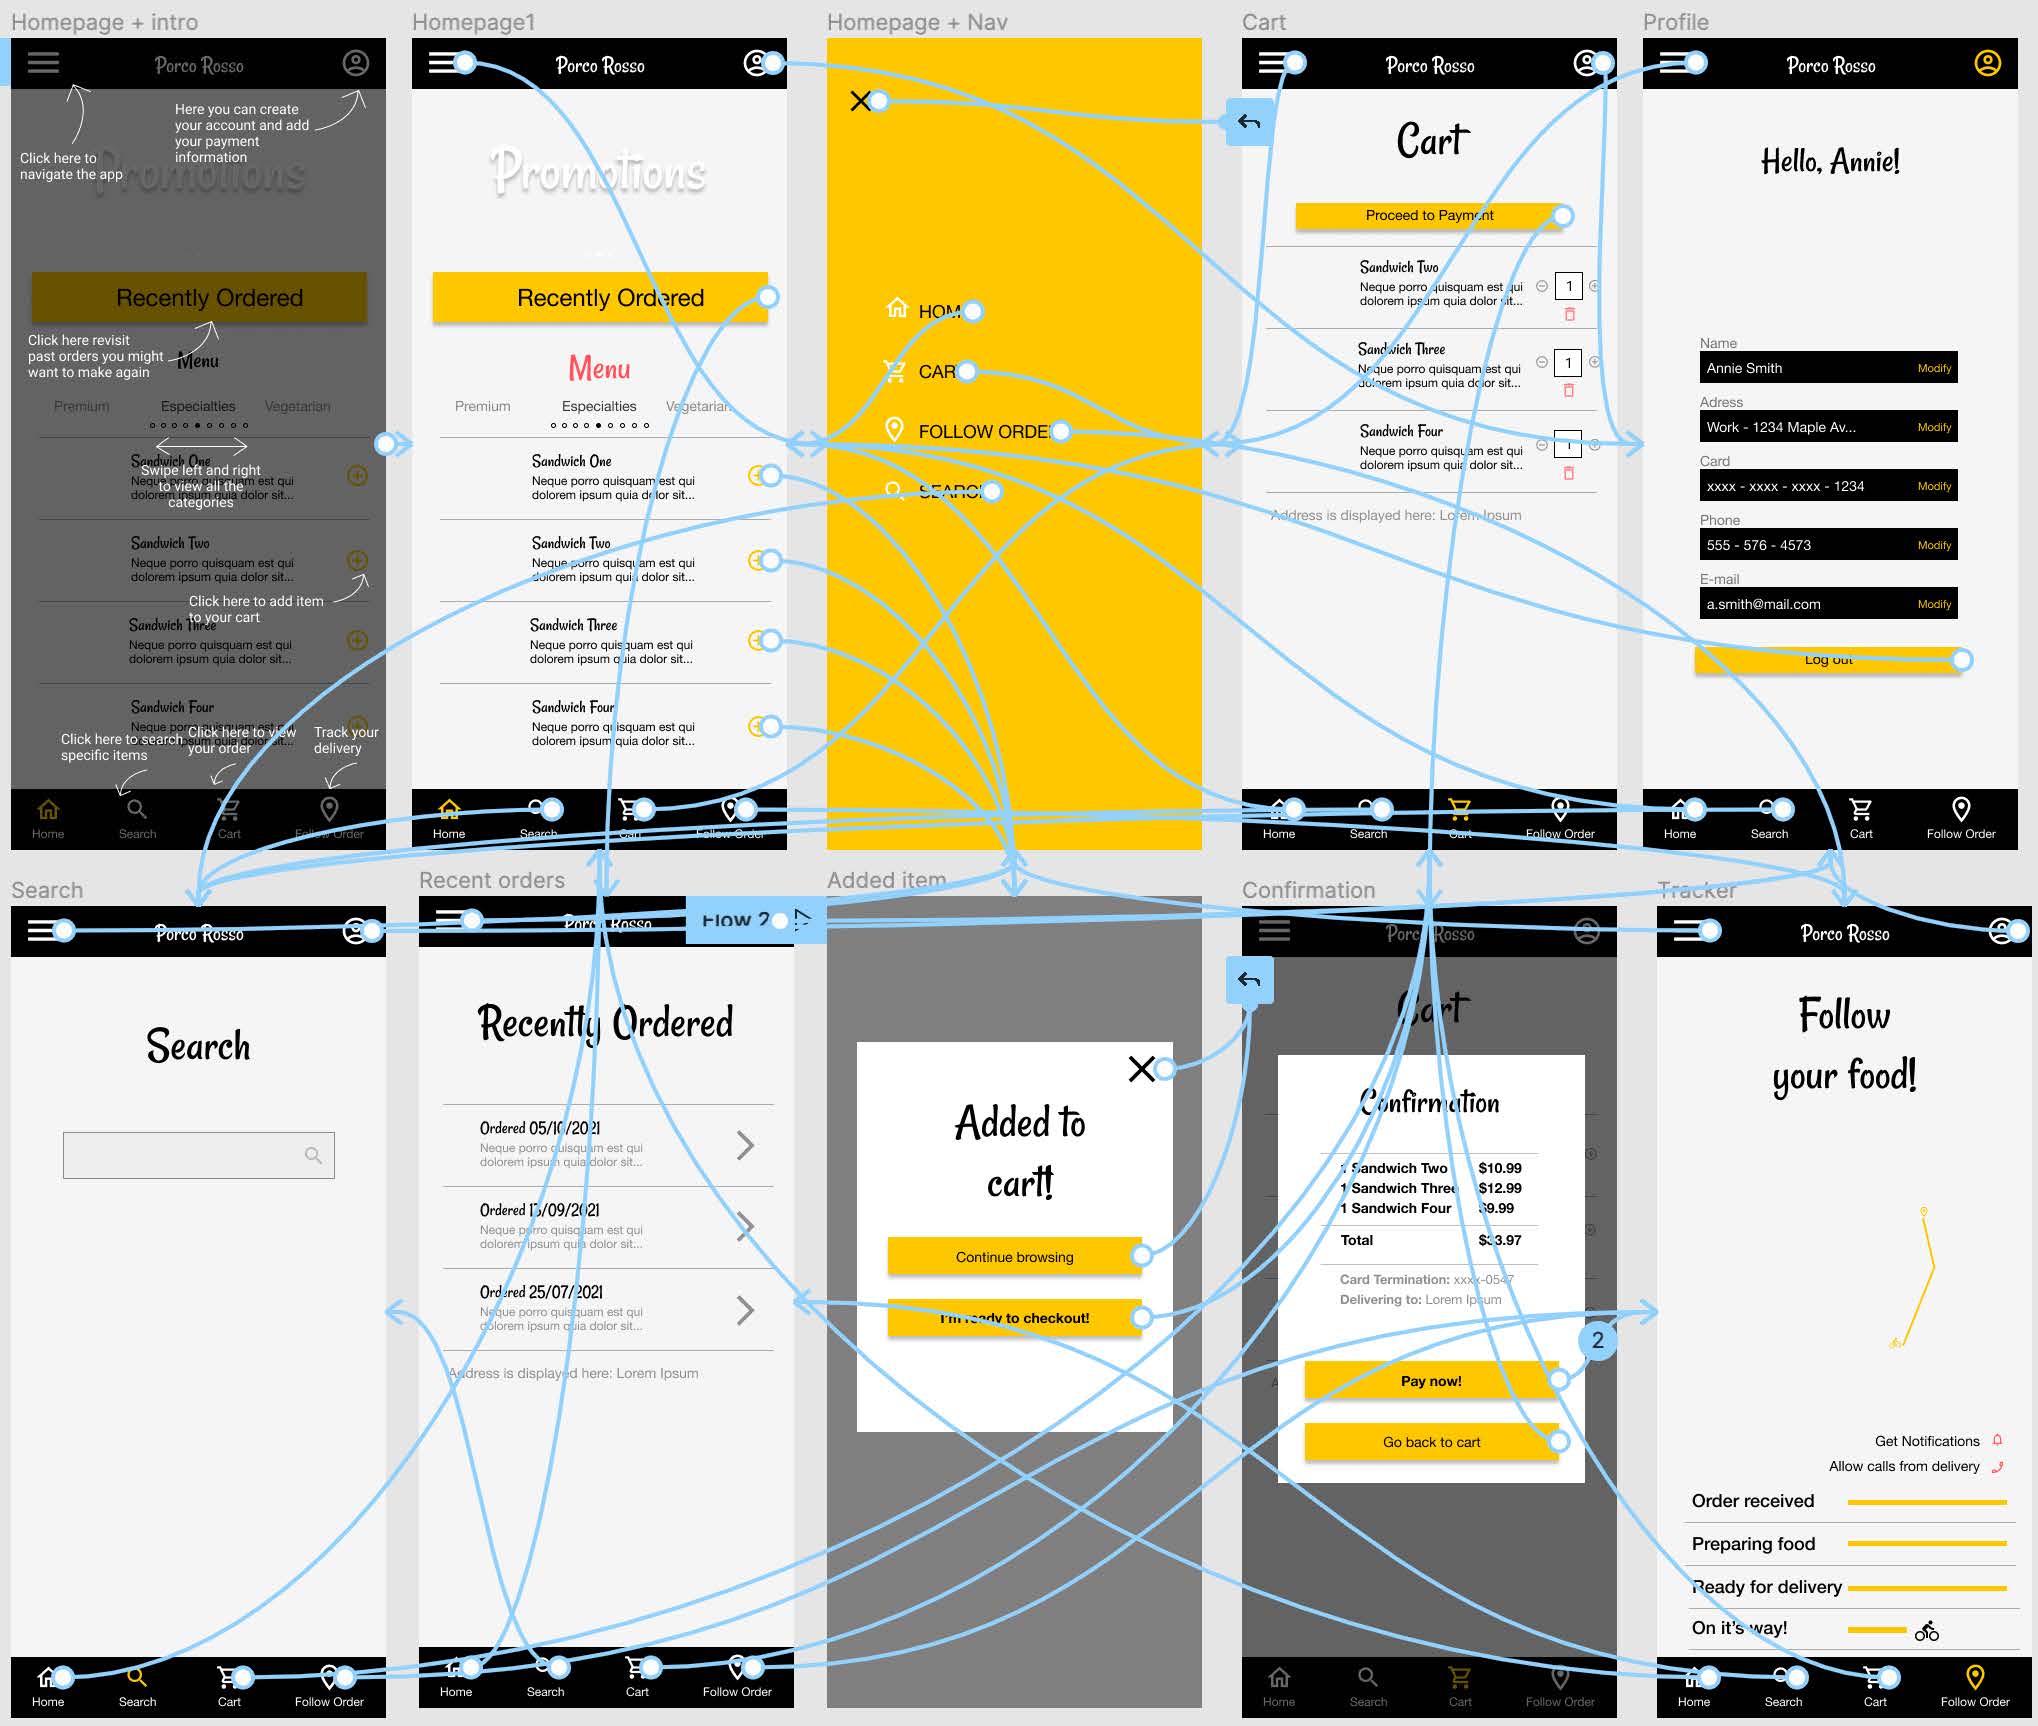 Homepage + intro
Porco Rosso
Here you can create
your account and add
your payment
information
Click here to
navigate the app
Promotions
Recently Ordered
Click here revisit
past orders you might
want to make again
Menu
Premium
Especialties
Vegetarian
Sandwich One
Neque porro quisquam est qui
dolorem ipsum quia dolor sit...
Swipe left and right
to view all the
categories
Sandwich Two
Neque porro quisquam est qui
dolorem ipsum quia dolor sit...
Click here to add item
to your cart
Sandwich Three
Neque porro quisquam est qui
dolorem ipsum quia dolor sit...
Sandwich Four
Neque porro quisquam est qui
dolorem ipsum quia dolor sit...
Click here to search
specific items
Click here to view
your order
Track your
delivery
Home
Search
Cart
Follow Order
Homepage1
Porco Rosso
Promotions
Recently Ordered
Menu
Premium
Especialties
Vegetarian
Sandwich One
Neque porro quisquam est qui
dolorem ipsum quia dolor sit...
Sandwich Two
Neque porro quisquam est qui
dolorem ipsum quia dolor sit...
Sandwich Three
Neque porro quisquam est qui
dolorem ipsum quia dolor sit...
Sandwich Four
Neque porro quisquam est qui
dolorem ipsum quia dolor sit...
Home
Search
Cart
Follow Order
Homepage + Nav
HOME
CART
FOLLOW ORDER
SEARCH
Cart
Porco Rosso
Cart
Proceed to Payment
Sandwich Two
Neque porro quisquam est qui
dolorem ipsum quia dolor sit...
1
Sandwich Three
Neque porro quisquam est qui
dolorem ipsum quia dolor sit...
1
Sandwich Four
Neque porro quisquam est qui
dolorem ipsum quia dolor sit...
1
Address is displayed here: Lorem Ipsum
Home
Search
Cart
Follow Order
Profile
Porco Rosso
Hello, Annie!
Name
Annie Smith
Modify
Adress
Work - 1234 Maple Av...
Modify
Card
xxxx - xxxx - xxxx - 1234
Modify
Phone
555 - 576 - 4573
Modify
E-mail
a.smith@mail.com
Modify
Log out
Home
Search
Cart
Follow Order
Search
Porco Rosso
Search
Home
Search
Cart
Follow Order
Recent orders
Porco Rosso
Flow 2
Recently Ordered
Ordered 05/10/2021
Neque porro quisquam est qui
dolorem ipsum quia dolor sit...
Ordered 13/09/2021
Neque porro quisquam est qui
dolorem ipsum quia dolor sit...
Ordered 25/07/2021
Neque porro quisquam est qui
dolorem ipsum quia dolor sit...
Address is displayed here: Lorem Ipsum
Home
Search
Cart
Follow Order
Added item
Added to
cart!
Continue browsing
I'm ready to checkout!
Confirmation
Porco Rosso
Cart
Confirmation
1 Sandwich Two $10.99
1 Sandwich Three $12.99
1 Sandwich Four $9.99
Total $33.97
Card Termination: xxxx-0547
Delivering to: Lorem Ipsum
2
A
Pay now!
Go back to cart
Home
Search
Cart
Follow Order
Tracker
Porco Rosso
Follow
your food!
Get Notifications
Allow calls from delivery
Order received
Preparing food
Ready for delivery
On it's way!
Home
Search
Cart
Follow Order